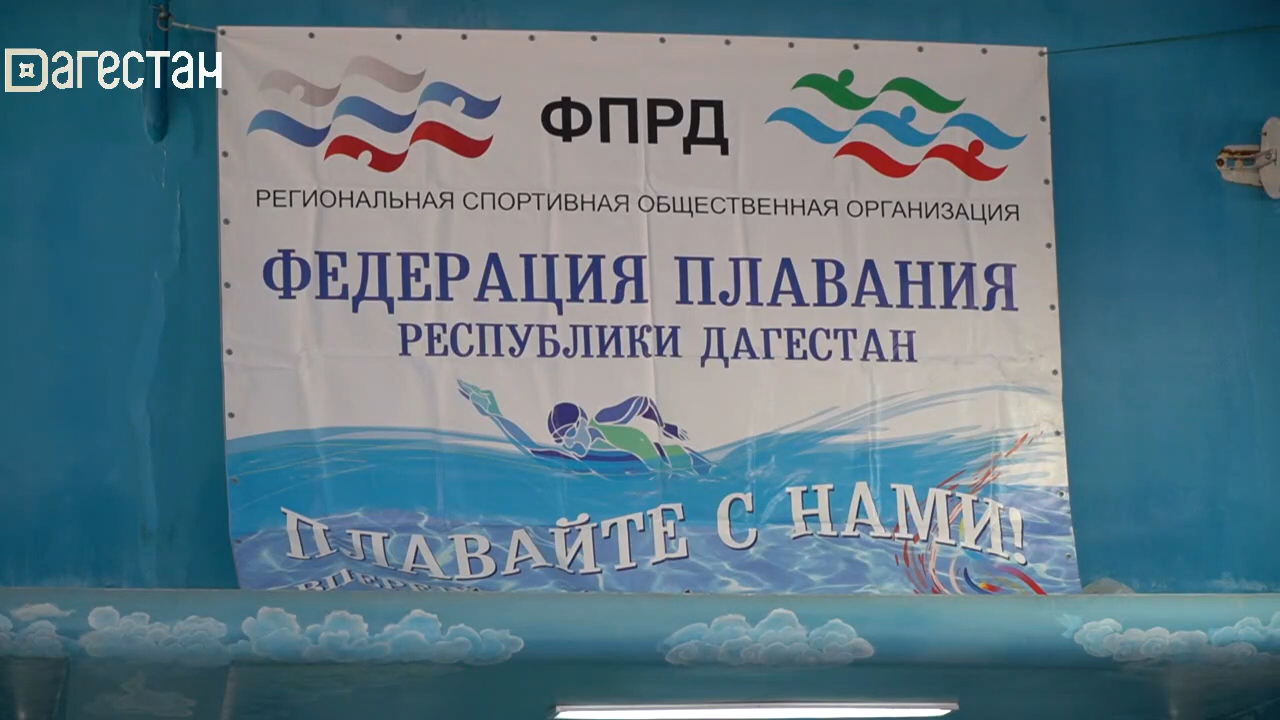 Дагестан
ФПРД
РЕГИОНАЛЬНАЯ СПОРТИВНАЯ ОБЩЕСТВЕННАЯ ОРГАНИЗАЦИЯ
ФЕДЕРАЦИЯ ПЛАВАНИЯ
РЕСПУБЛИКИ ДАГЕСТАН
ПЛАВАЙТЕ С НАМИ!